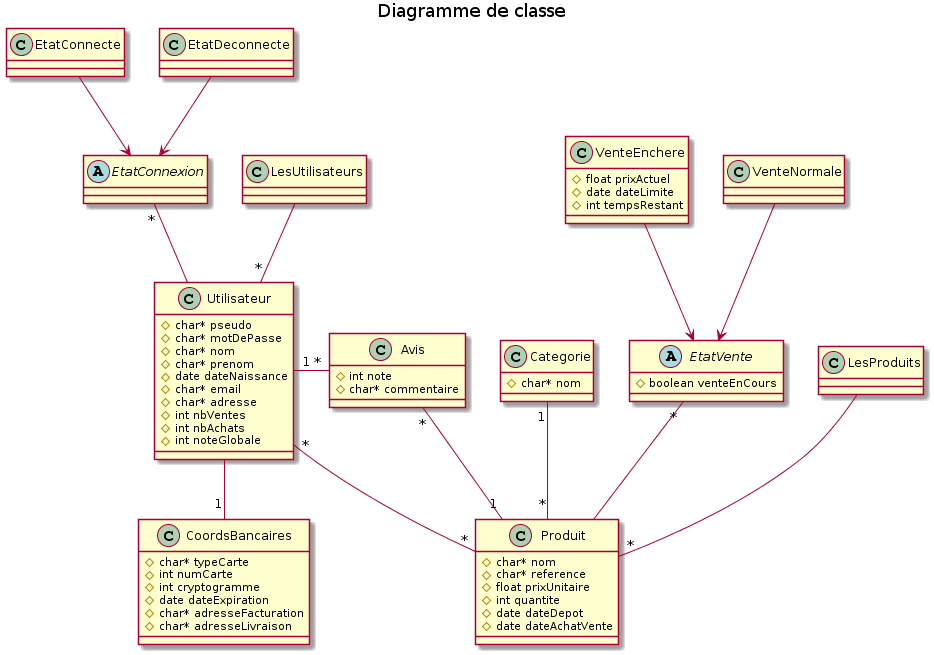 Diagramme de classe
C EtatConnecte
C EtatDeconnecte
A EtatConnexion
C LesUtilisateurs
C VenteEnchere
float prixActuel
date dateLimite
int tempsRestant
C VenteNormale
*
*
C Utilisateur
char* pseudo
char* motDePasse
char* nom
char* prenom
date dateNaissance
char* email
char* adresse
int nbVentes
int nbAchats
int noteGlobale
1 *
C Avis
int note
char* commentaire
C Categorie
char* nom
A EtatVente
boolean venteEnCours
C LesProduits
*
1
*
*
1
1
*
*
*
C CoordsBancaires
char* typeCarte
int numCarte
int cryptogramme
date dateExpiration
char* adresseFacturation
char* adresseLivraison
C Produit
char* nom
char* reference
float prixUnitaire
int quantite
date dateDepot
date dateAchatVente